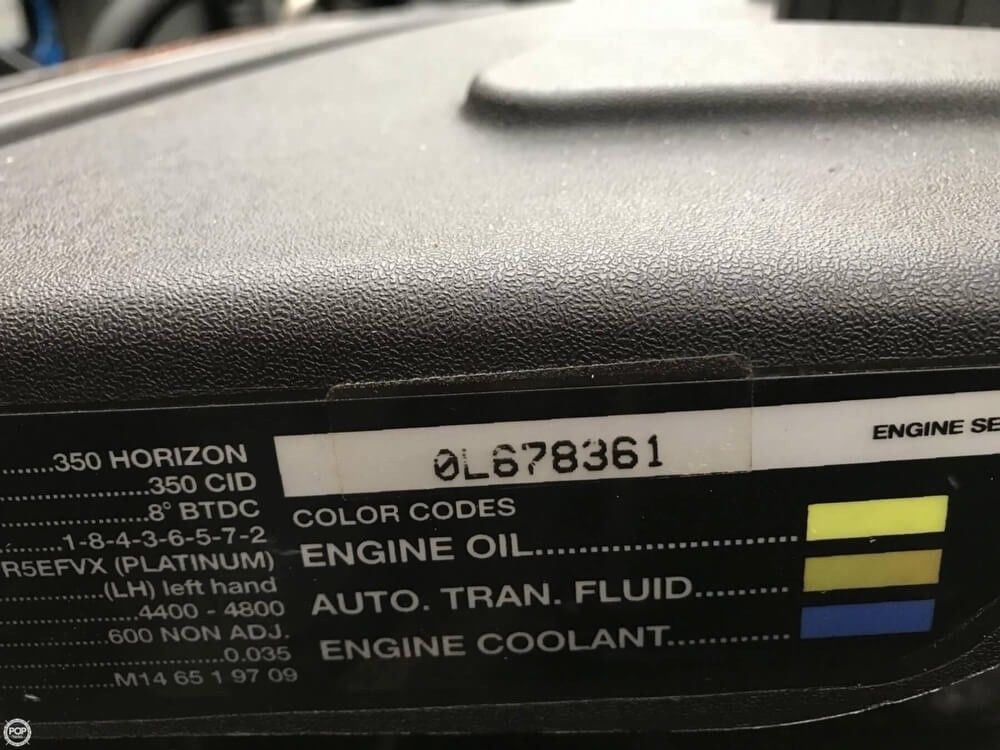 .......350 HORIZON
......................350 CID
......................8° BTDC
........1-8-4-3-6-5-7-2
R5EFVX (PLATINUM)
................(LH) left hand
....................4400 - 4800
................600 NON ADJ.
................................0.035
................M14 65 1 97 09
0L678361
ENGINE SE
COLOR CODES
ENGINE OIL................................
AUTO. TRAN. FLUID.........
ENGINE COOLANT............
POP